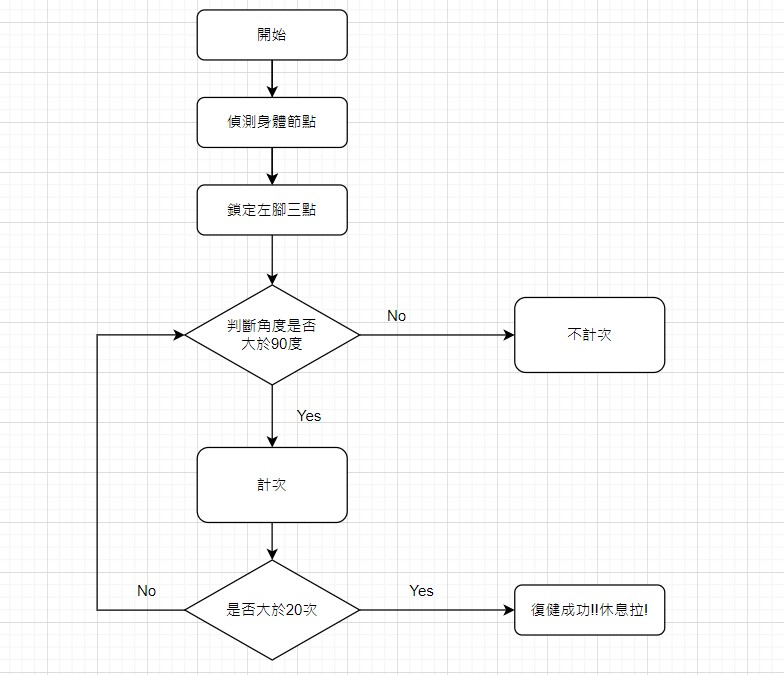 開始
偵測身體節點
鎖定左腳三點
判斷角度是否
大於90度
No
不計次
Yes
計次
No
是否大於20次
Yes
復健成功!!休息拉!